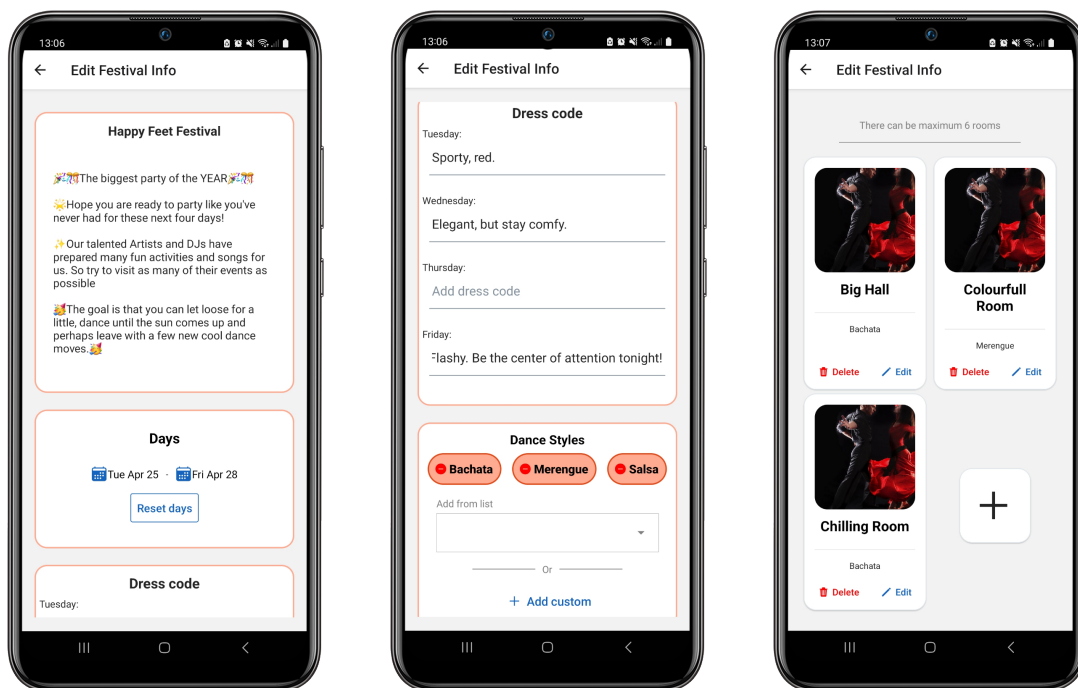 13:06
Edit Festival Info
Happy Feet Festival
🎉🎊The biggest party of the YEAR🎉🎊
🌟Hope you are ready to party like you've
never had for these next four days!
✨Our talented Artists and DJs have
prepared many fun activities and songs for
us. So try to visit as many of their events as
possible
🥳The goal is that you can let loose for a
little, dance until the sun comes up and
perhaps leave with a few new cool dance
moves.🥳
Days
Tue Apr 25 - Fri Apr 28
Reset days
Dress code
Tuesday:
13:06
Edit Festival Info
Dress code
Tuesday:
Sporty, red.
Wednesday:
Elegant, but stay comfy.
Thursday:
Add dress code
Friday:
Flashy. Be the center of attention tonight!
Dance Styles
Bachata Merengue Salsa
Add from list
Or
+ Add custom
13:07
Edit Festival Info
There can be maximum 6 rooms
Big Hall
Bachata
Delete Edit
Colourfull
Room
Merengue
Delete Edit
Chilling Room
Bachata
Delete Edit